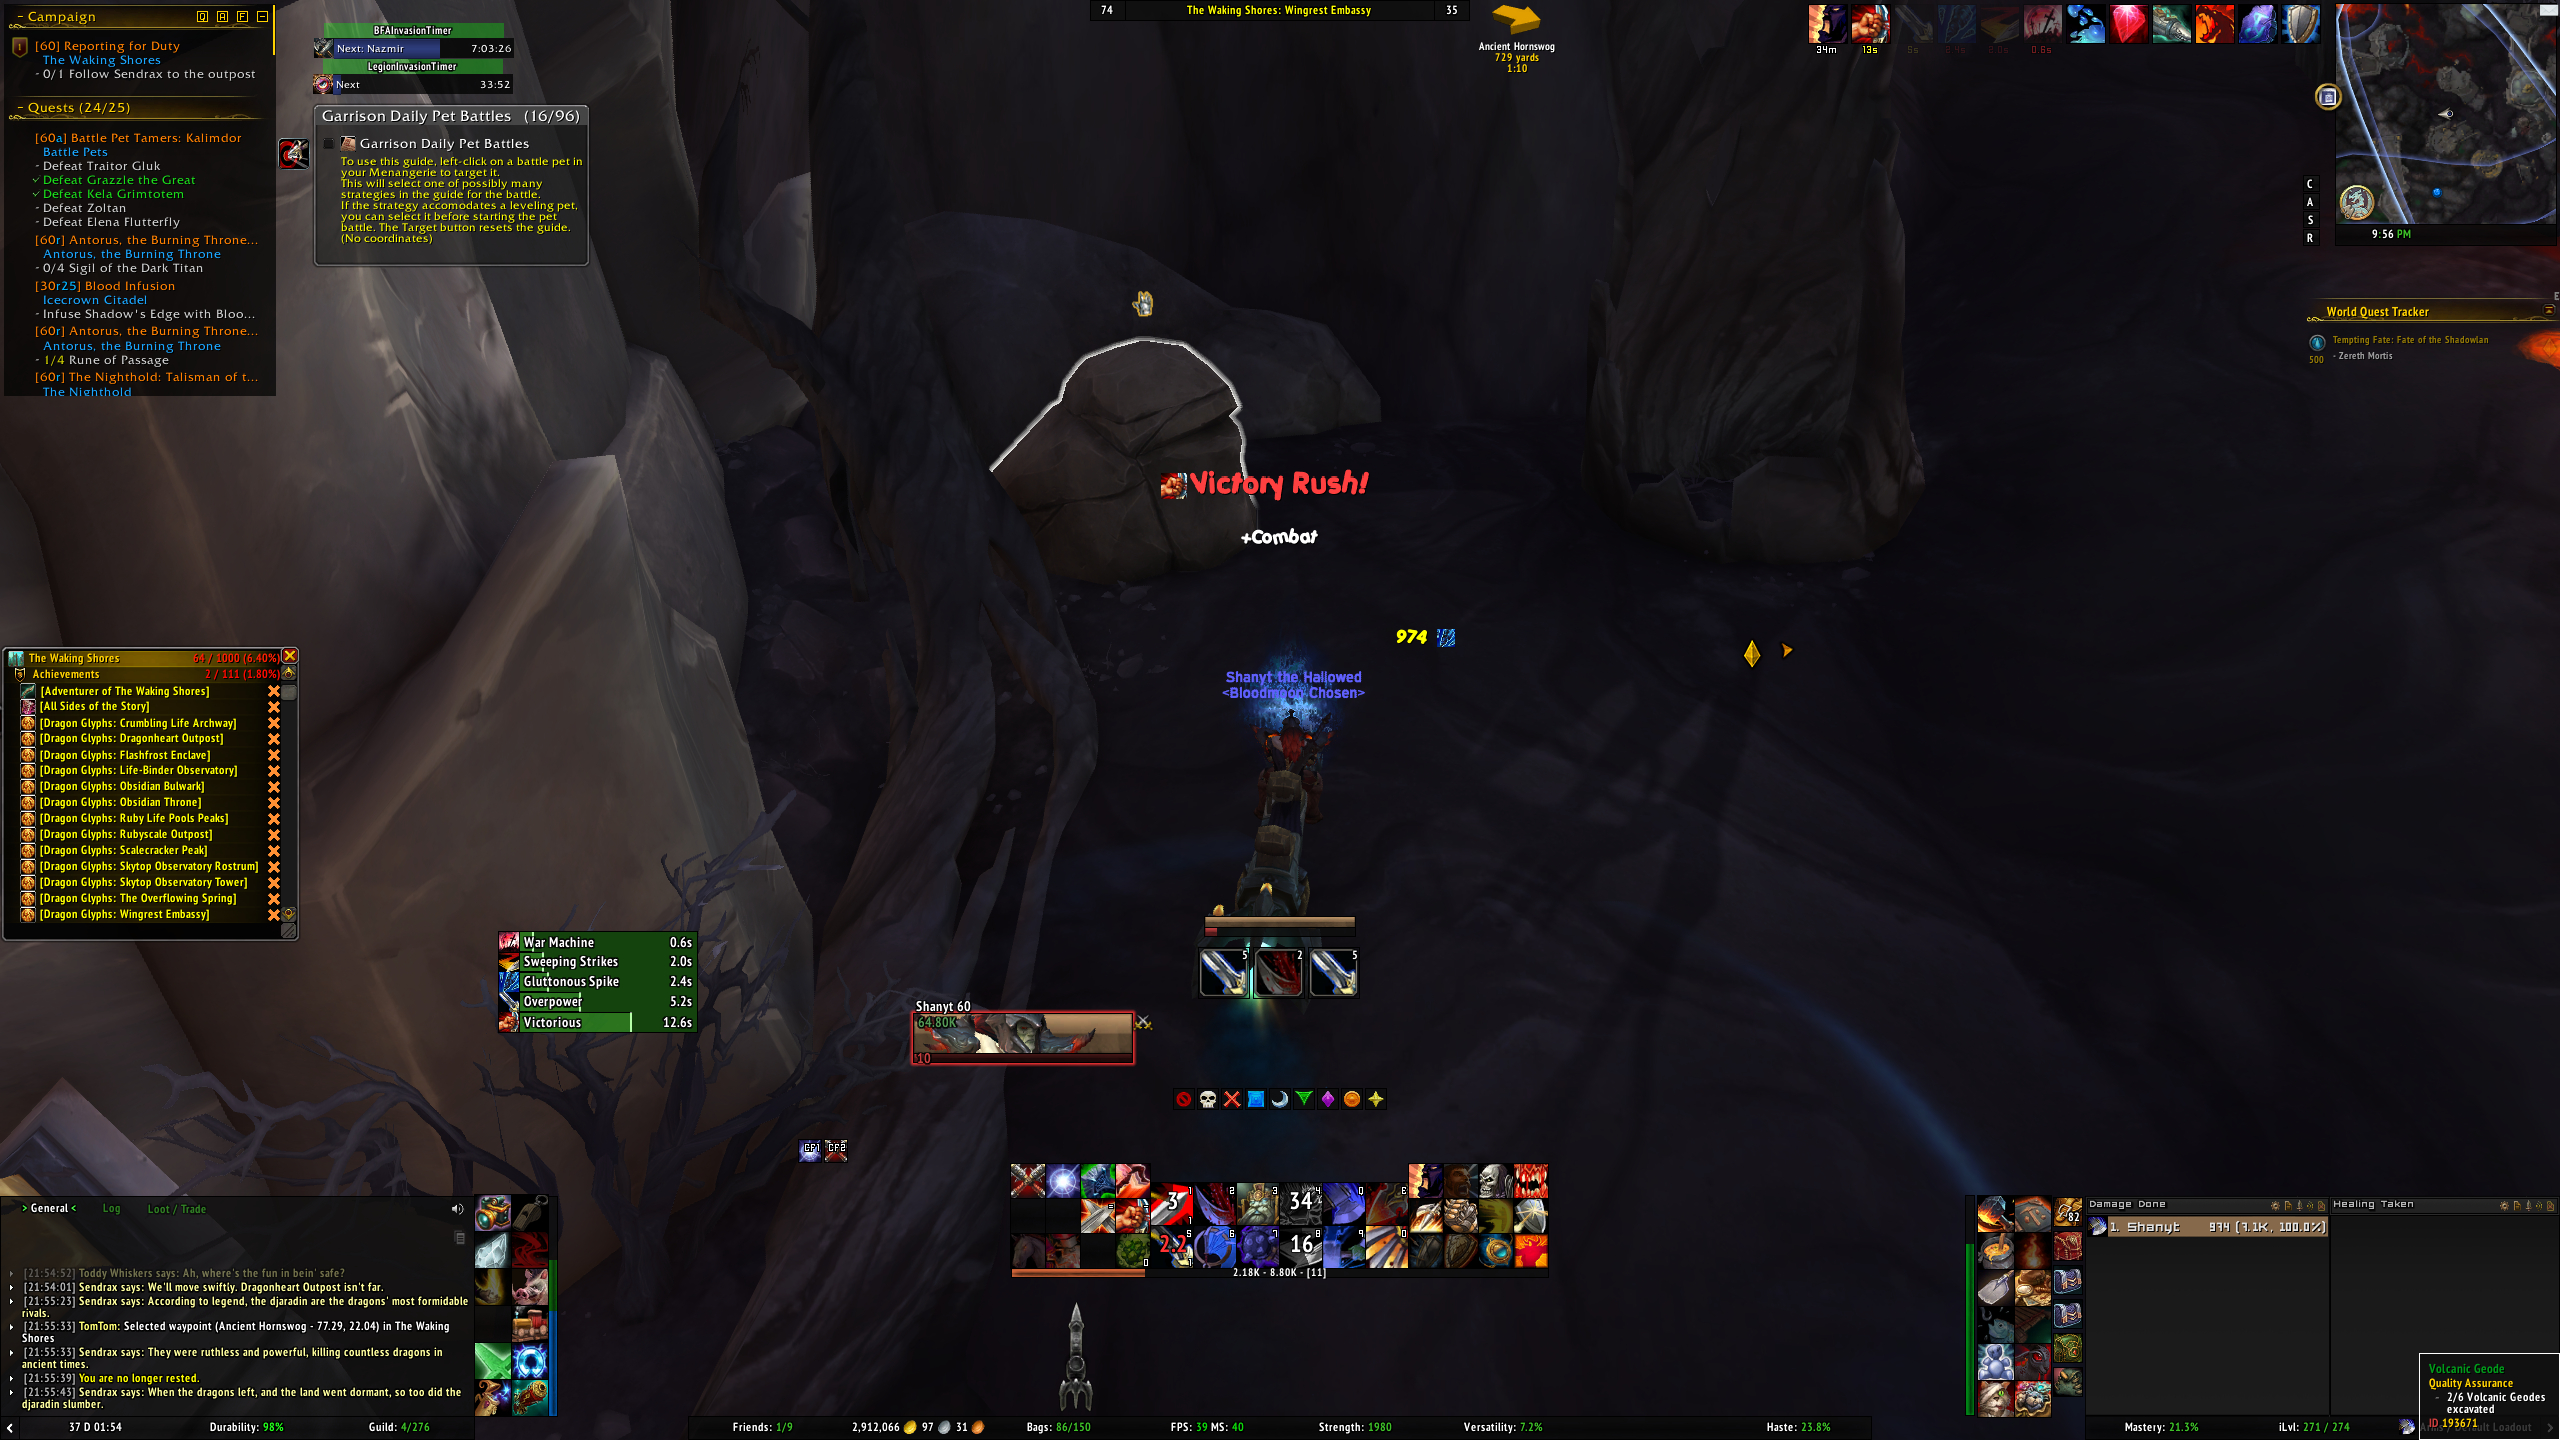 - Campaign
Q A F -
[60] Reporting for Duty
The Waking Shores
- 0/1 Follow Sendrax to the outpost
- Quests (24/25)
[60a] Battle Pet Tamers: Kalimdor
Battle Pets
- Defeat Traitor Gluk
✓ Defeat Grazzle the Great
✓ Defeat Kela Grimtotem
- Defeat Zoltan
- Defeat Elena Flutterfly
[60r] Antorus, the Burning Throne...
Antorus, the Burning Throne
- 0/4 Sigil of the Dark Titan
[30r25] Blood Infusion
Icecrown Citadel
- Infuse Shadow's Edge with Bloo...
[60r] Antorus, the Burning Throne...
Antorus, the Burning Throne
- 1/4 Rune of Passage
[60r] The Nighthold: Talisman of t...
The Nighthold
BFAInvasionTimer
Next: Nazmir 7:03:26
LegionInvasionTimer
Next 33:52
Garrison Daily Pet Battles (16/96)
Garrison Daily Pet Battles
To use this guide, left-click on a battle pet in
your Menangerie to target it.
This will select one of possibly many
strategies in the guide for the battle.
If the strategy accomodates a leveling pet,
you can select it before starting the pet
battle. The Target button resets the guide.
(No coordinates)
74 The Waking Shores: Wingrest Embassy 35
Ancient Hornswog
729 yards
1:10
34m 13s
0.6s
C
A
S
R
9:56 PM
World Quest Tracker
Tempting Fate: Fate of the Shadowlan
500 - Zereth Mortis
Victory Rush!
+Combat
974
Shanyt the Hallowed
<Bloodmoon Chosen>
The Waking Shores 64 / 1000 (6.40%)
Achievements 2 / 111 (1.80%)
[Adventurer of The Waking Shores]
[All Sides of the Story]
[Dragon Glyphs: Crumbling Life Archway]
[Dragon Glyphs: Dragonheart Outpost]
[Dragon Glyphs: Flashfrost Enclave]
[Dragon Glyphs: Life-Binder Observatory]
[Dragon Glyphs: Obsidian Bulwark]
[Dragon Glyphs: Obsidian Throne]
[Dragon Glyphs: Ruby Life Pools Peaks]
[Dragon Glyphs: Rubyscale Outpost]
[Dragon Glyphs: Scalecracker Peak]
[Dragon Glyphs: Skytop Observatory Rostrum]
[Dragon Glyphs: Skytop Observatory Tower]
[Dragon Glyphs: The Overflowing Spring]
[Dragon Glyphs: Wingrest Embassy]
War Machine 0.6s
Sweeping Strikes 2.0s
Gluttonous Spike 2.4s
Overpower 5.2s
Victorious 12.6s
5 2 5
Shanyt 60
64.80K
10
CF1 CF2
3 34
2.2 16
2.18K - 8.80K - [11]
> General < Log Loot / Trade
[21:54:52] Toddy Whiskers says: Ah, where's the fun in bein' safe?
[21:54:01] Sendrax says: We'll move swiftly. Dragonheart Outpost isn't far.
[21:55:23] Sendrax says: According to legend, the djaradin are the dragons' most formidable
rivals.
[21:55:33] TomTom: Selected waypoint (Ancient Hornswog - 77.29, 22.04) in The Waking
Shores
[21:55:33] Sendrax says: They were ruthless and powerful, killing countless dragons in
ancient times.
[21:55:39] You are no longer rested.
[21:55:43] Sendrax says: When the dragons left, and the land went dormant, so too did the
djaradin slumber.
82
Damage Done
1. Shanyt 974 (7.1K, 100.0%)
Healing Taken
Volcanic Geode
Quality Assurance
- 2/6 Volcanic Geodes
excavated
ID 193671
37 D 01:54 Durability: 98% Guild: 4/276
Friends: 1/9 2,912,066 97 31 Bags: 86/150 FPS: 39 MS: 40 Strength: 1980 Versatility: 7.2% Haste: 23.8%
Mastery: 21.3% iLvl: 271 / 274